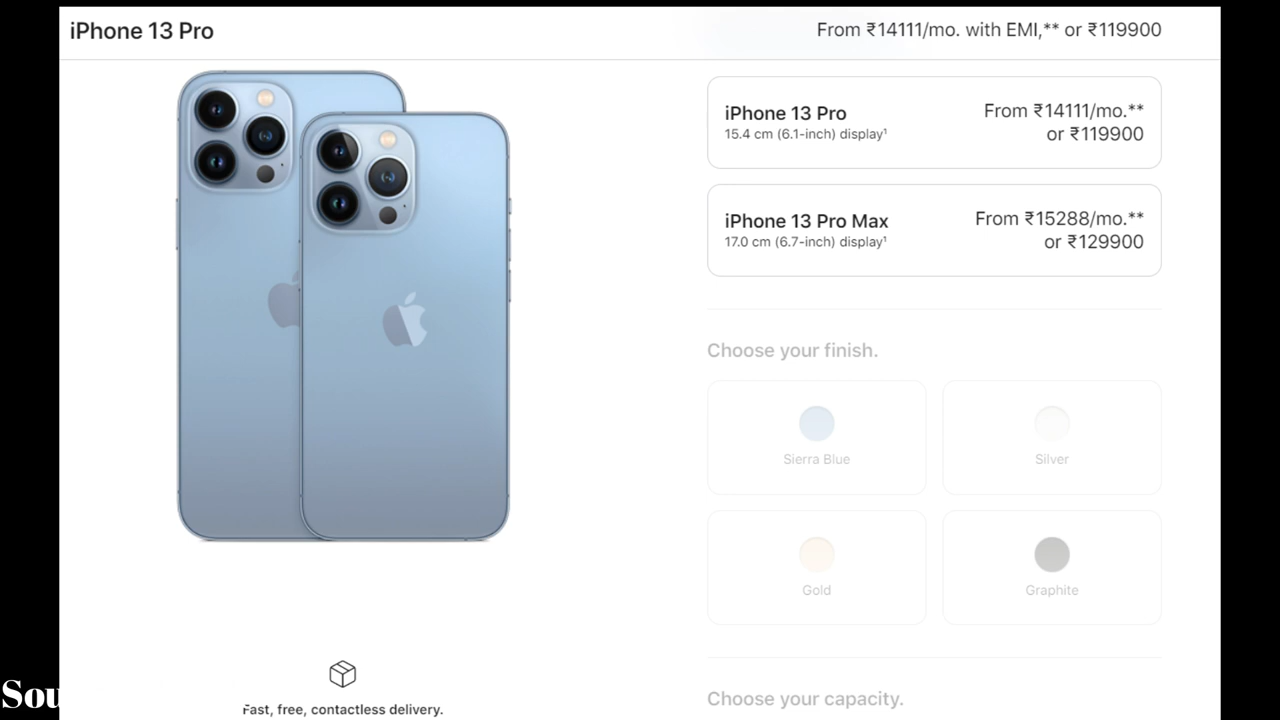 iPhone 13 Pro
From ₹14111/mo. with EMI,** or ₹119900
iPhone 13 Pro
15.4 cm (6.1-inch) display¹
From ₹14111/mo.**
or ₹119900
iPhone 13 Pro Max
17.0 cm (6.7-inch) display¹
From ₹15288/mo.**
or ₹129900
Choose your finish.
Sierra Blue
Silver
Gold
Graphite
Fast, free, contactless delivery.
Choose your capacity.